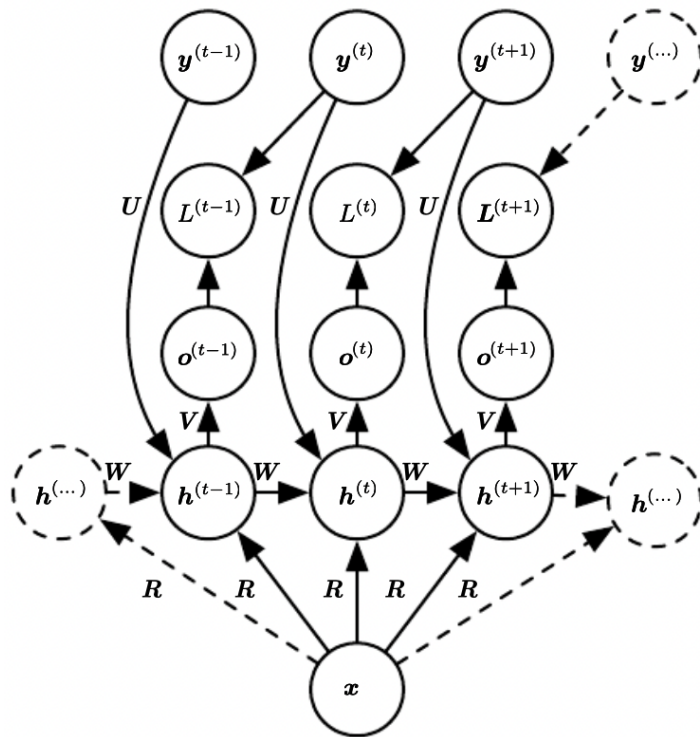 y^(t−1) y^(t) y^(t+1) y^(...)
U L^(t−1) U L^(t) U L^(t+1)
o^(t−1) o^(t) o^(t+1)
V V V
W W W W
h^(...) h^(t−1) h^(t) h^(t+1) h^(...)
R R R R R
x